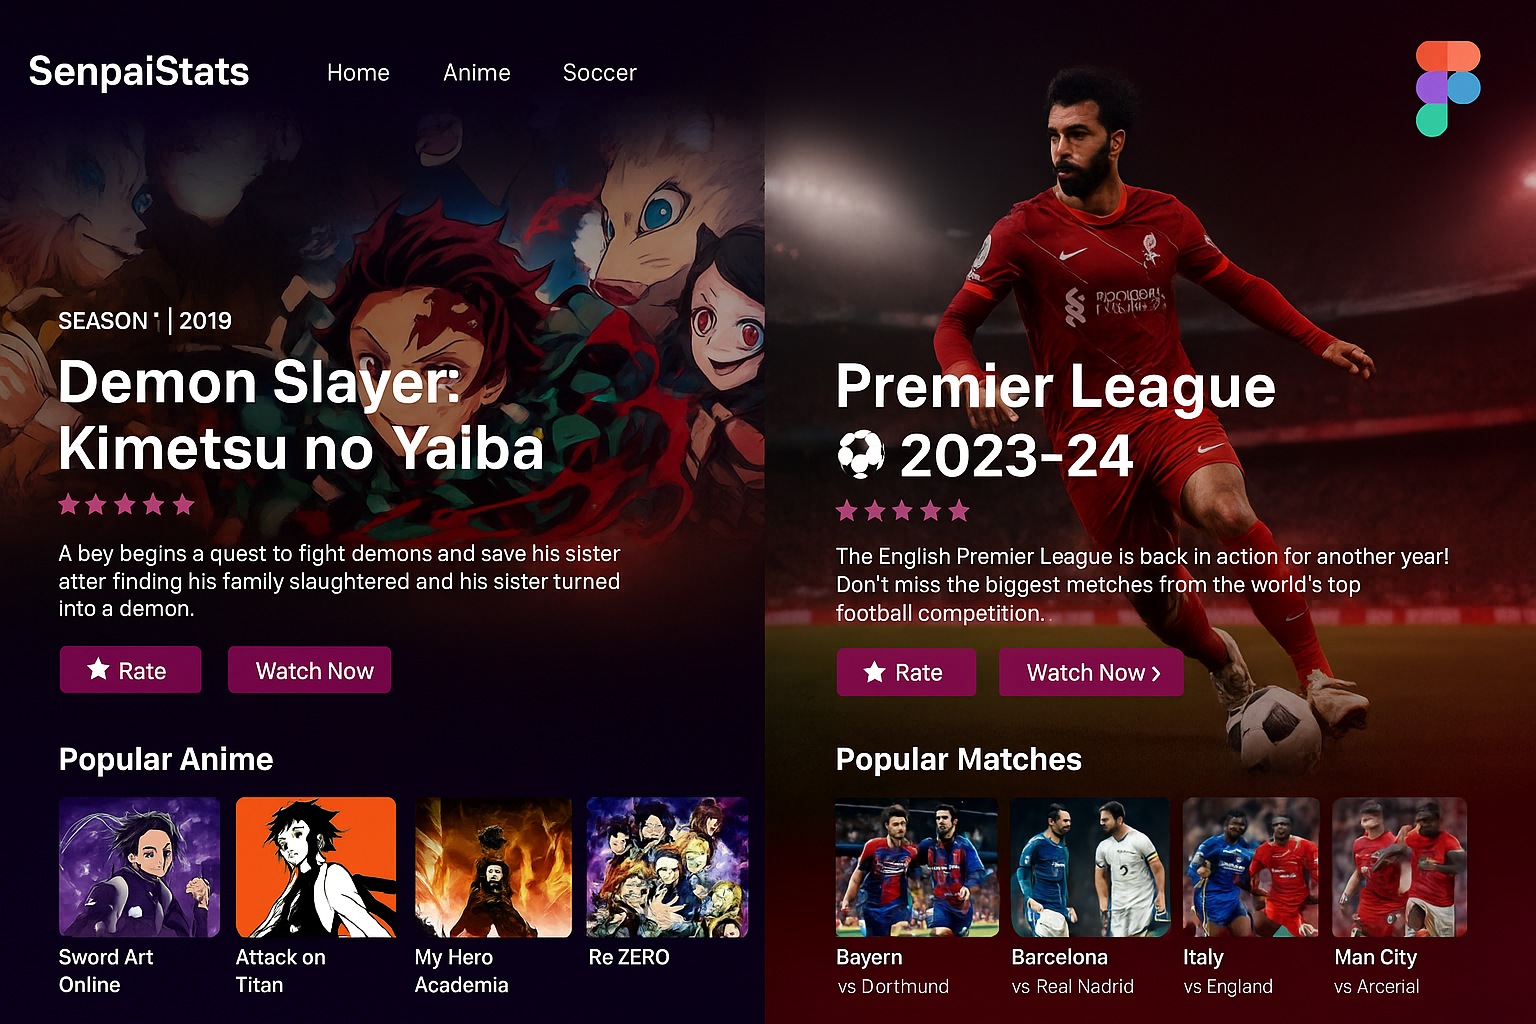 SenpaiStats
Home
Anime
Soccer
SEASON | 2019
Demon Slayer:
Kimetsu no Yaiba
A bey begins a quest to fight demons and save his sister
atter finding his family slaughtered and his sister turned
into a demon.
Rate
Watch Now
Popular Anime
Sword Art
Online
Attack on
Titan
My Hero
Academia
Re ZERO
Premier League
2023-24
The English Premier League is back in action for another year!
Don't miss the biggest metches from the world's top
football competition.
Rate
Watch Now ›
Popular Matches
Bayern
vs Dortmund
Barcelona
vs Real Nadrid
Italy
vs England
Man City
vs Arcerial